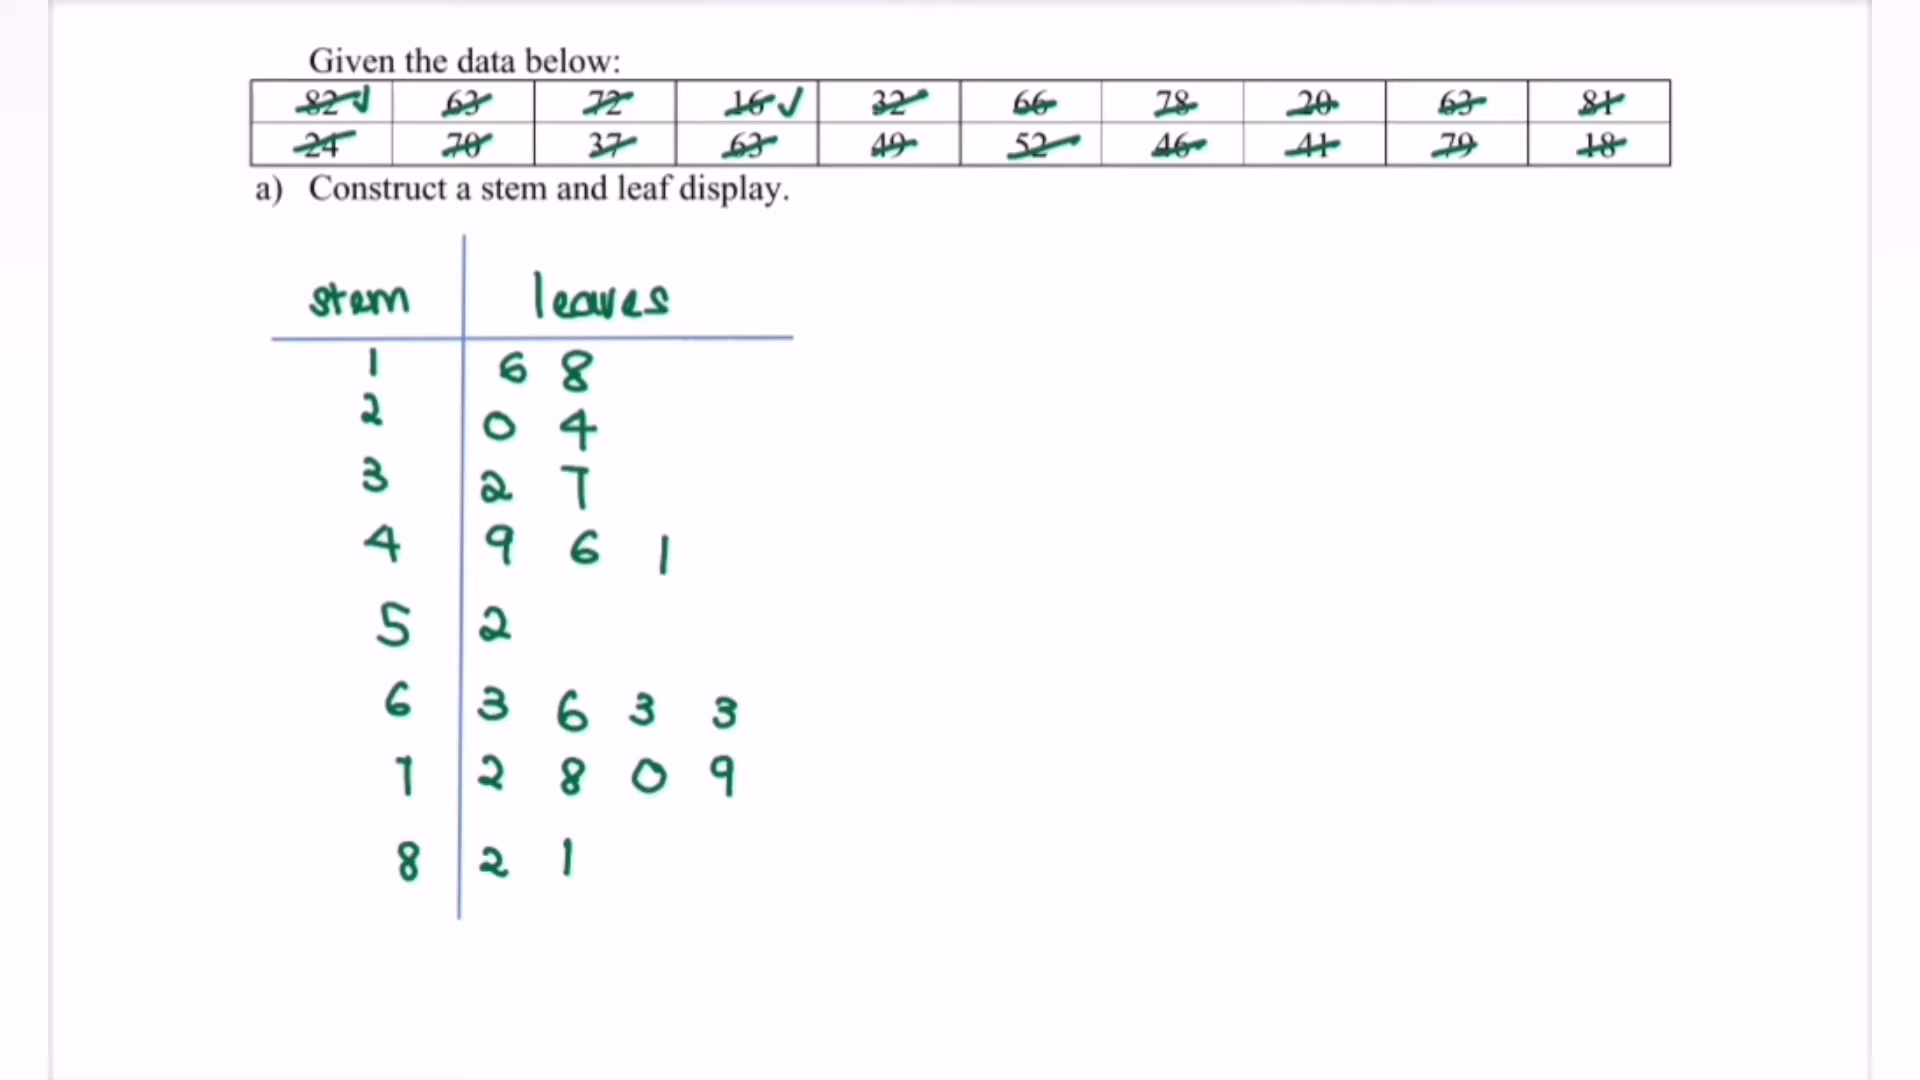 Given the data below:
82 63 72 16 32 66 78 20 63 81
24 70 37 63 49 52 46 41 79 18
a) Construct a stem and leaf display.
stem leaves
1 6 8
2 0 4
3 2 7
4 9 6 1
5 2
6 3 6 3 3
7 2 8 0 9
8 2 1